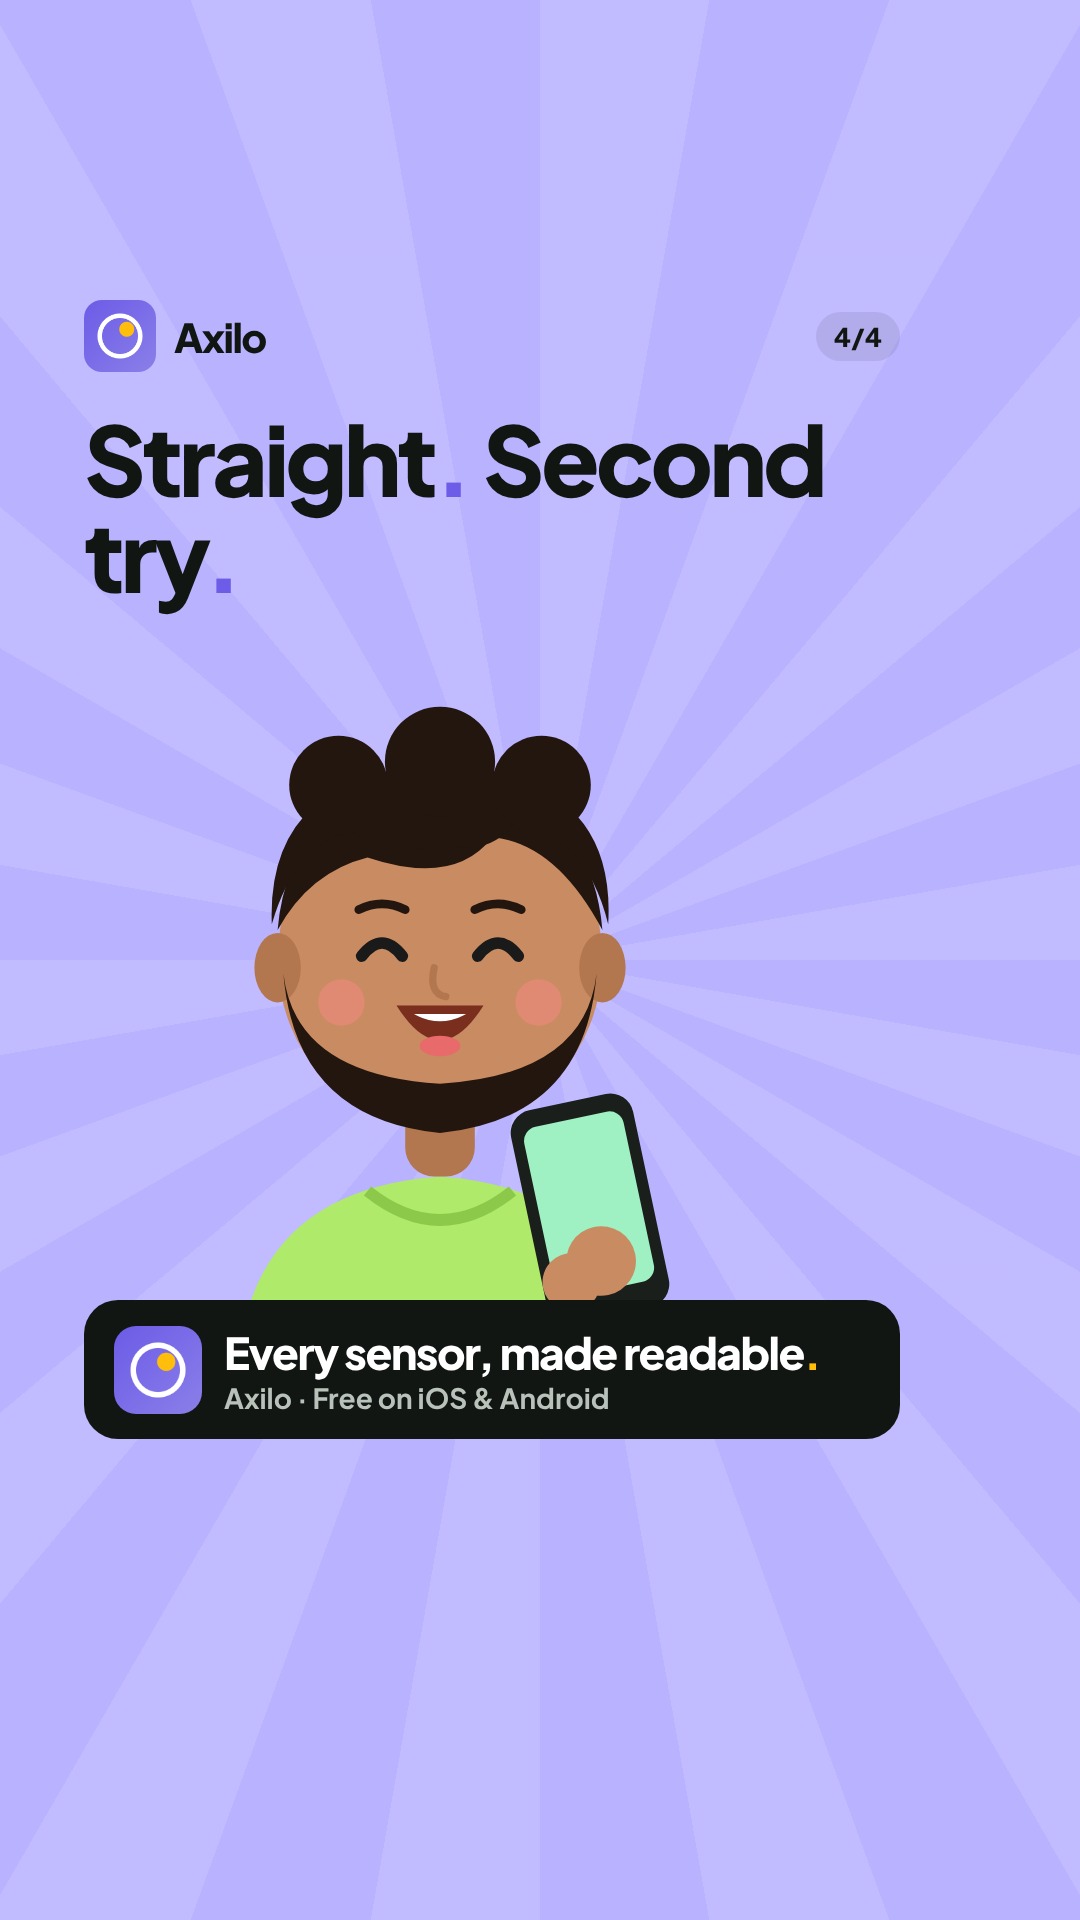 Axilo
4/4
Straight. Second
try.
Every sensor, made readable.
Axilo · Free on iOS & Android